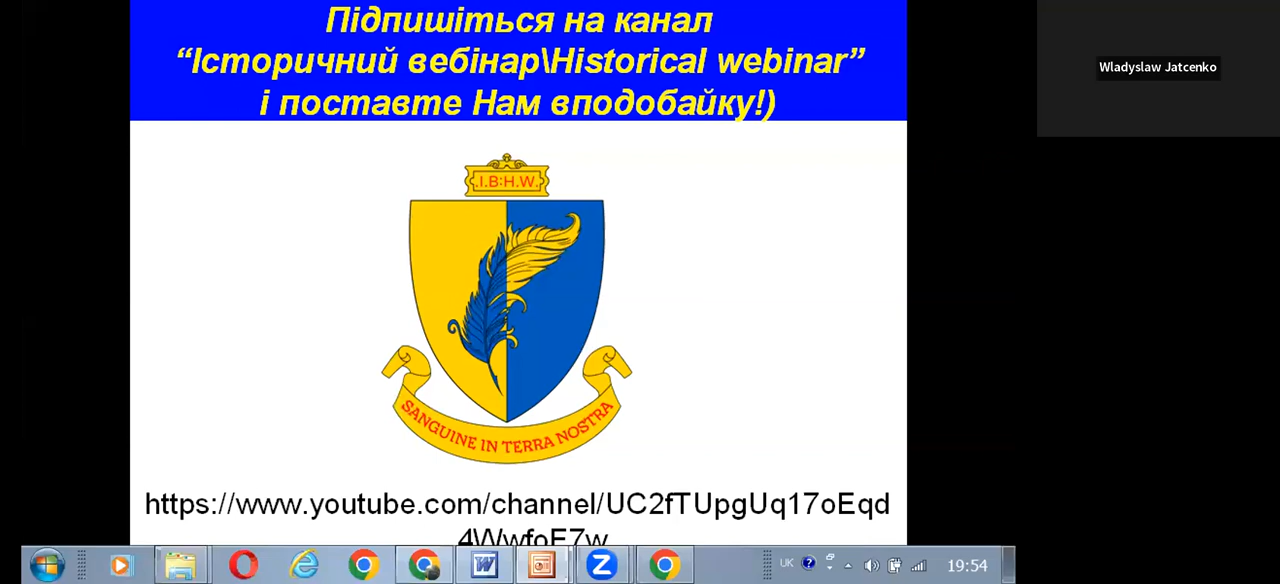 Підпишіться на канал
“Історичний вебінар\Historical webinar”
і поставте Нам вподобайку!)
Wladyslaw Jatcenko
.I.B:H.W.
SANGUINE IN TERRA NOSTRA
https://www.youtube.com/channel/UC2fTUpgUq17oEqd
UK
19:54